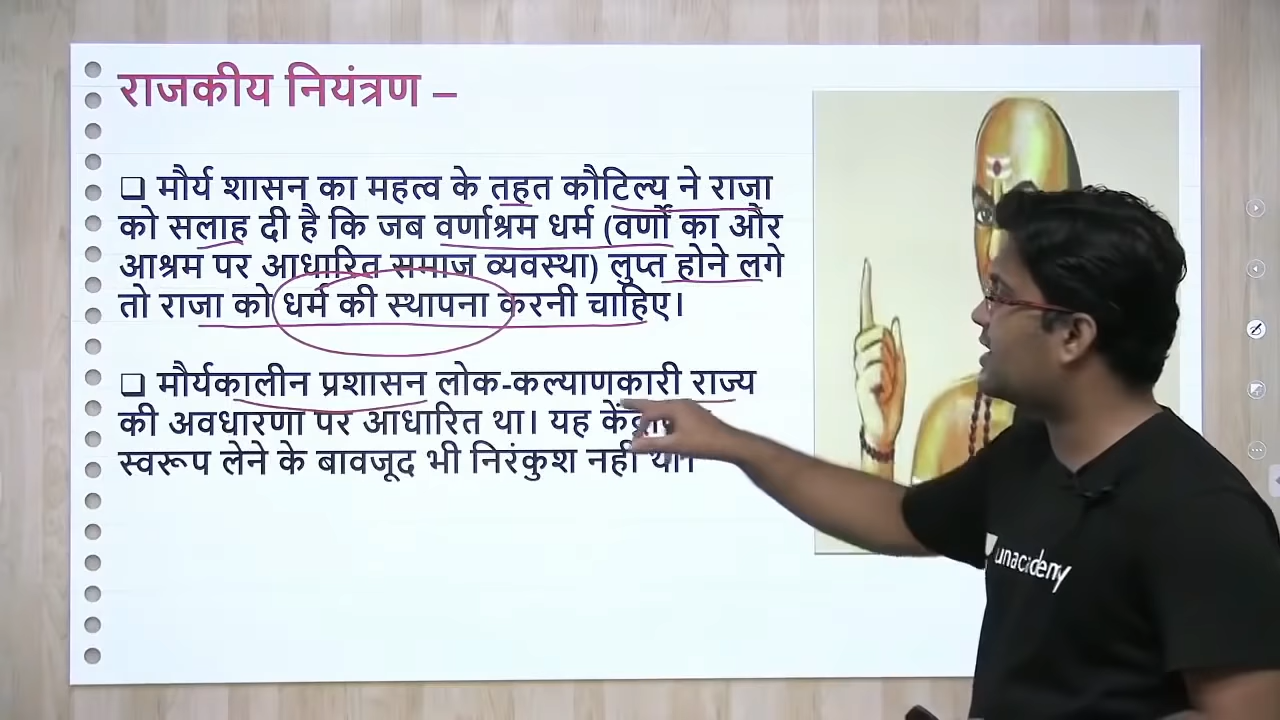 राजकीय नियंत्रण –
❑ मौर्य शासन का महत्व के तहत कौटिल्य ने राजा
को सलाह दी है कि जब वर्णाश्रम धर्म (वर्णों का और
आश्रम पर आधारित समाज व्यवस्था) लुप्त होने लगे
तो राजा को धर्म की स्थापना करनी चाहिए।
❑ मौर्यकालीन प्रशासन लोक-कल्याणकारी राज्य
की अवधारणा पर आधारित था। यह
स्वरूप लेने के बावजूद भी निरंकुश नहीं था।
unacademy